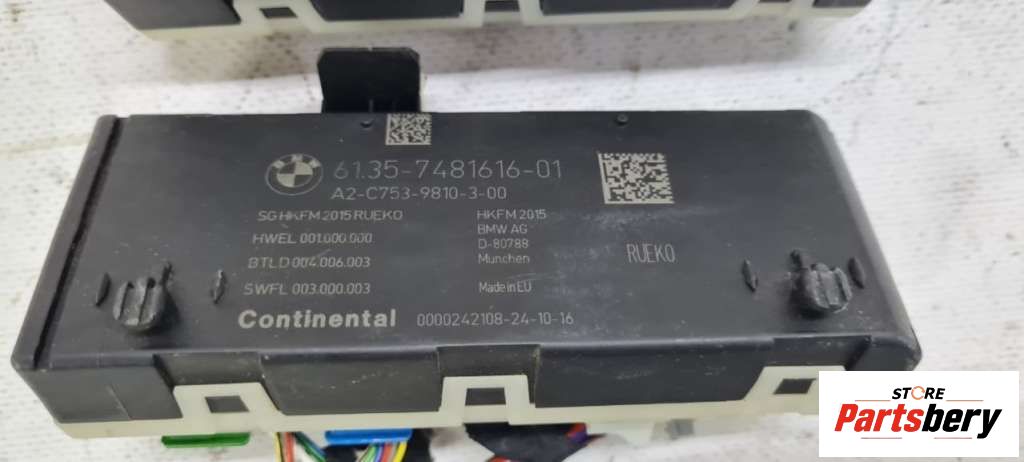 BMW
61.35-7481616-01
A2-C753-9810-3-00
SG HKFM2015 RUEKO
HWEL 001.000.000
BTLD 004.006.003
SWFL 003.000.003
HKFM 2015
BMW AG
D-80788
Munchen
Made in EU
RUEKO
Continental 0000242108-24-10-16
STORE
Partsbery